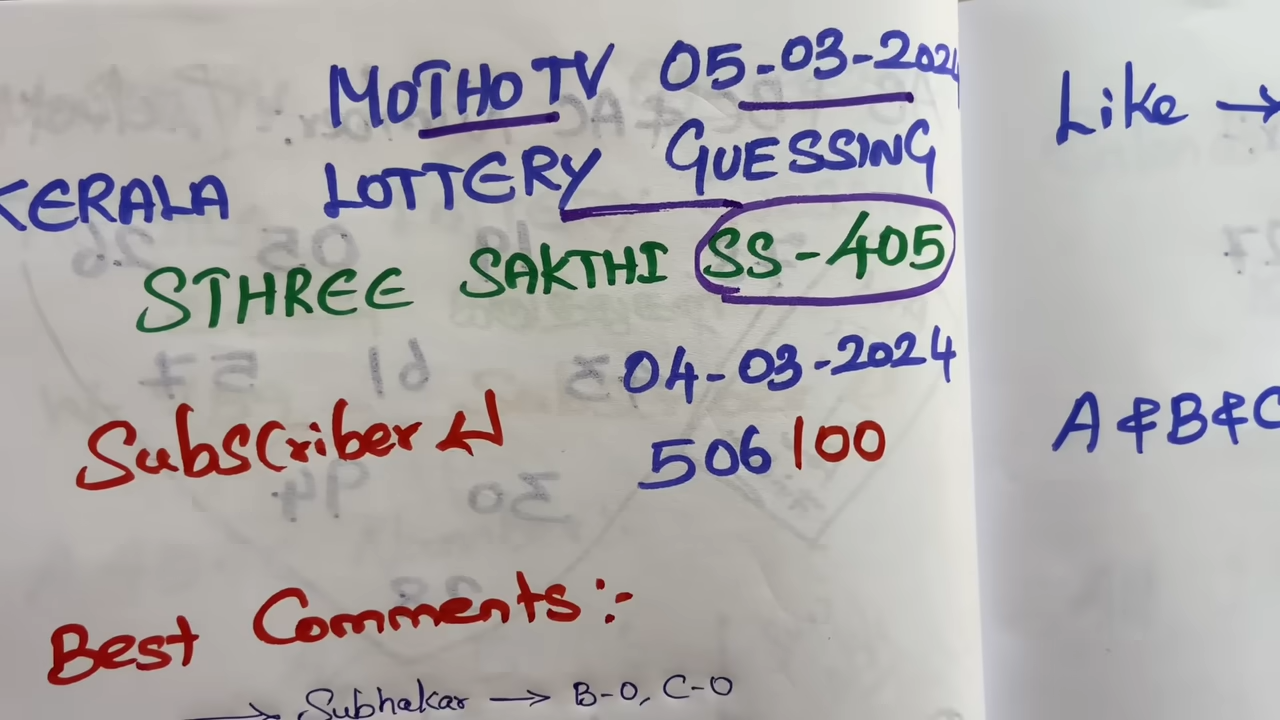 MOTHO TV 05-03-2024
KERALA LOTTERY GUESSING
STHREE SAKTHI SS-405
04-03-2024
Subscriber ↵ 506100
Best Comments :-
→ Subhakar → B-0, C-0
Like →
A & B & C